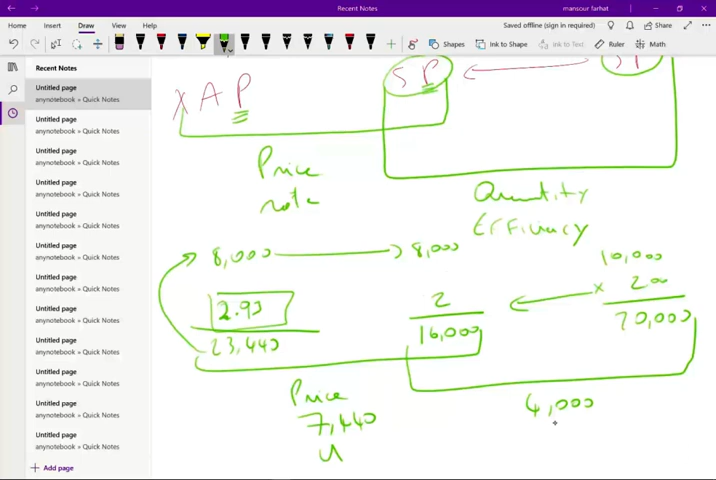 mansour farhat
Recent Notes
Home Insert Draw View Help
Saved offline (sign in required)
Share
Shapes
Ink to Shape
Ink to Text
Ruler
Math
Recent Notes
Untitled page
anynotebook » Quick Notes
Untitled page
anynotebook » Quick Notes
Untitled page
anynotebook » Quick Notes
Untitled page
anynotebook » Quick Notes
Untitled page
anynotebook » Quick Notes
Untitled page
anynotebook » Quick Notes
Untitled page
anynotebook » Quick Notes
Untitled page
anynotebook » Quick Notes
Untitled page
anynotebook » Quick Notes
Untitled page
anynotebook » Quick Notes
Untitled page
anynotebook » Quick Notes
Untitled page
anynotebook » Quick Notes
+ Add page
SP SP
X A P
Price
rate
Quantity
Efficiency
8,000 8,000 10,000
2.93 2 x 2.00
23,440 16,000 20,000
Price
7,440
U
4,000